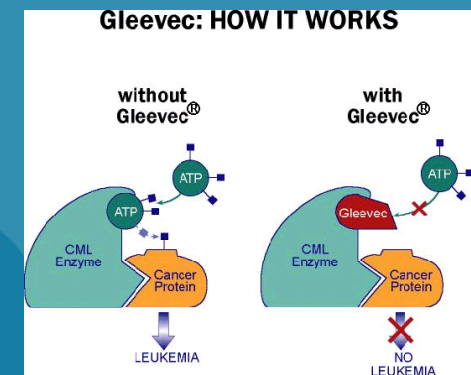 Gleevec: HOW IT WORKS
without
Gleevec®
ATP
ATP
CML
Enzyme
Cancer
Protein
LEUKEMIA
with
Gleevec®
ATP
Gleevec
CML
Enzyme
Cancer
Protein
NO
LEUKEMIA